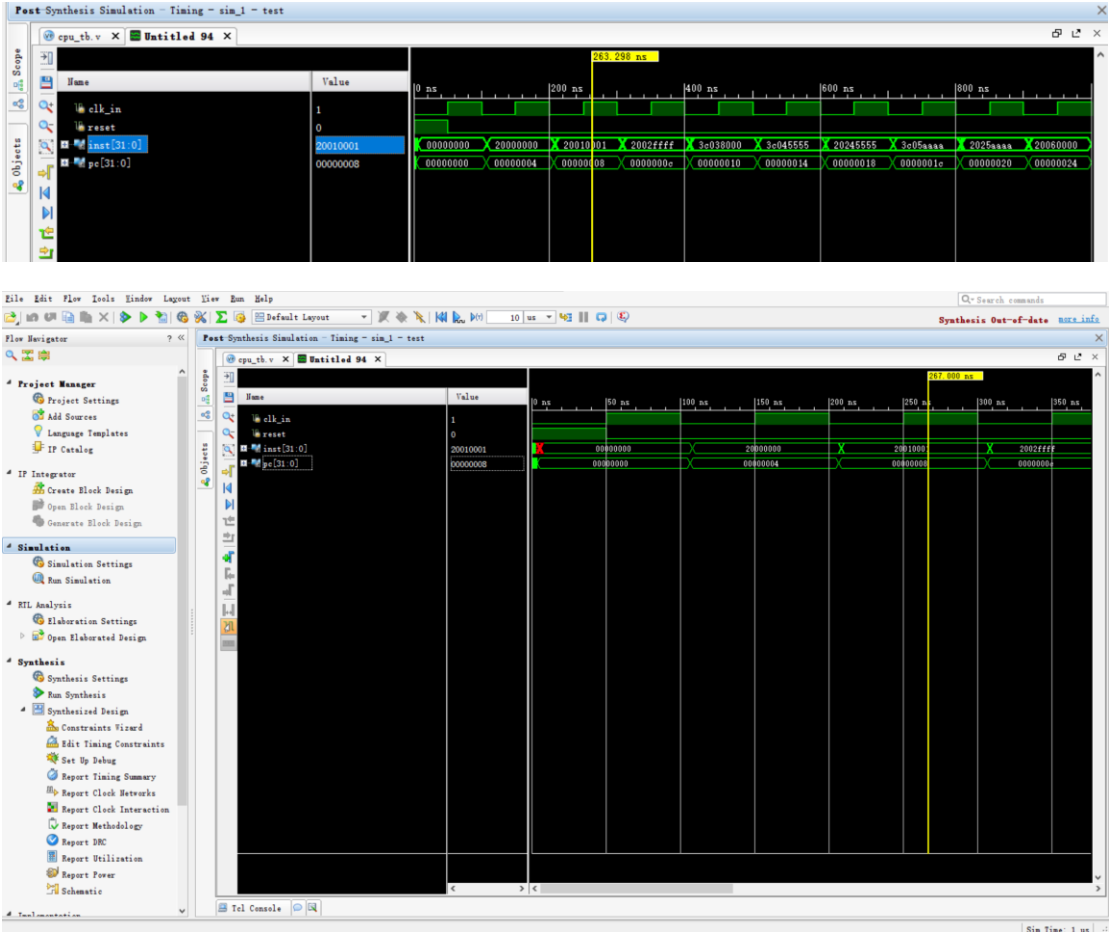 Post-Synthesis Simulation - Timing - sim_1 - test
cpu_tb.v X Untitled 94 X
Scope
Objects
Name Value
263.298 ns
0 ns 200 ns 400 ns 600 ns 800 ns
clk_in 1
reset 0
inst[31:0] 20010001 00000000 20000000 20010001 2002ffff 3c038000 3c045555 20245555 3c05aaaa 2025aaaa 20060000
pc[31:0] 00000008 00000000 00000004 00000008 0000000c 00000010 00000014 00000018 0000001c 00000020 00000024
File Edit Flow Tools Window Layout View Run Help
Search commands
Default Layout 10 us
Synthesis Out-of-date more info
Flow Navigator ? «
Project Manager
Project Settings
Add Sources
Language Templates
IP Catalog
IP Integrator
Create Block Design
Open Block Design
Generate Block Design
Simulation
Simulation Settings
Run Simulation
RTL Analysis
Elaboration Settings
Open Elaborated Design
Synthesis
Synthesis Settings
Run Synthesis
Synthesized Design
Constraints Wizard
Edit Timing Constraints
Set Up Debug
Report Timing Summary
Report Clock Networks
Report Clock Interaction
Report Methodology
Report DRC
Report Utilization
Report Power
Schematic
Implementation
Post-Synthesis Simulation - Timing - sim_1 - test
cpu_tb.v X Untitled 94 X
Scope
Objects
Name Value
267.000 ns
0 ns 50 ns 100 ns 150 ns 200 ns 250 ns 300 ns 350 ns
clk_in 1
reset 0
inst[31:0] 20010001 00000000 20000000 20010001 2002ffff
pc[31:0] 00000008 00000000 00000004 00000008 0000000c
Tcl Console
Sim Time: 1 us